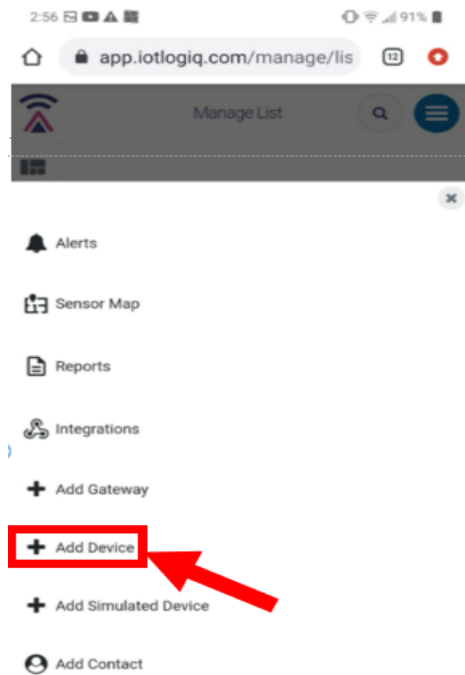 2:56
91%
app.iotlogiq.com/manage/lis
12
Manage List
Alerts
Sensor Map
Reports
Integrations
Add Gateway
Add Device
Add Simulated Device
Add Contact